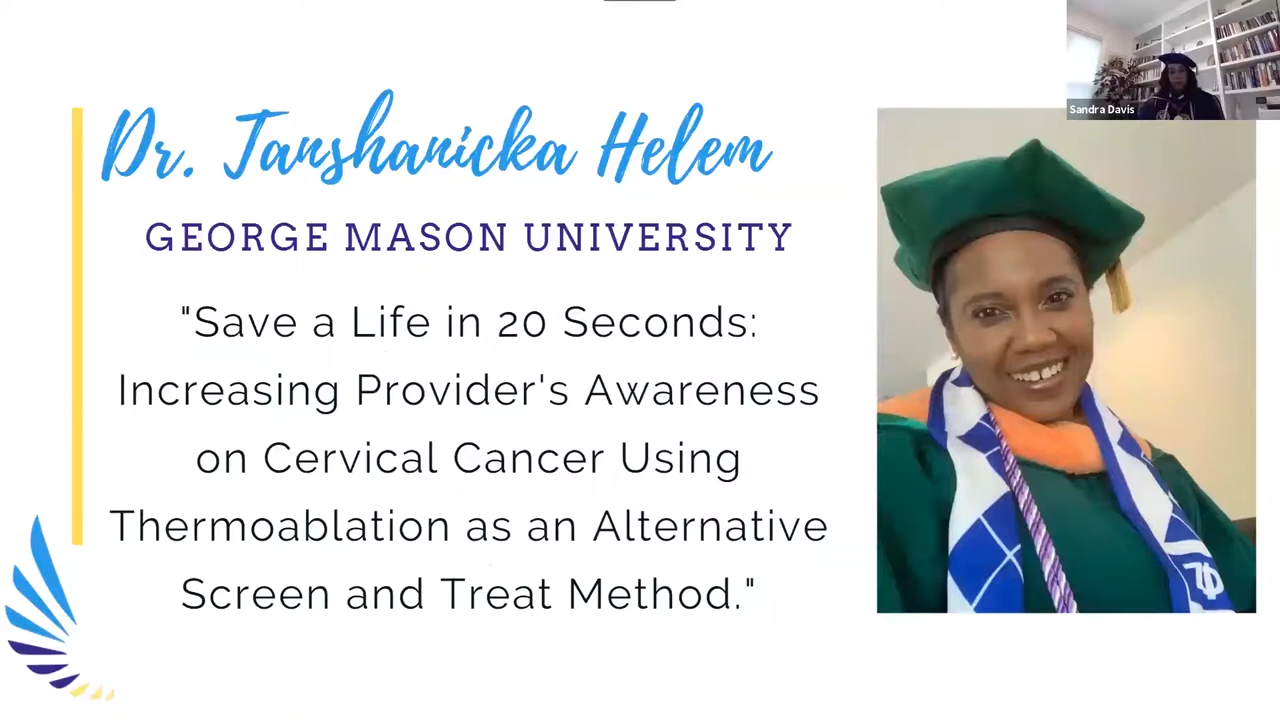 Sandra Davis
Dr. Tanshanicka Helem
GEORGE MASON UNIVERSITY
"Save a Life in 20 Seconds:
Increasing Provider's Awareness
on Cervical Cancer Using
Thermoablation as an Alternative
Screen and Treat Method."
ΖΦ